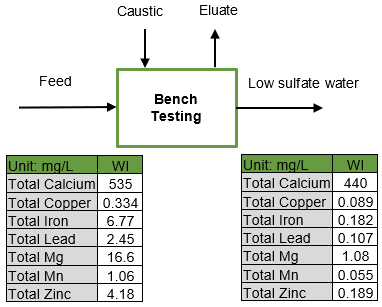 Caustic Eluate
Feed
Low sulfate water
Bench
Testing
Unit: mg/L WI
Total Calcium 535
Total Copper 0.334
Total Iron 6.77
Total Lead 2.45
Total Mg 16.6
Total Mn 1.06
Total Zinc 4.18
Unit: mg/L WI
Total Calcium 440
Total Copper 0.089
Total Iron 0.182
Total Lead 0.107
Total Mg 1.08
Total Mn 0.055
Total Zinc 0.189